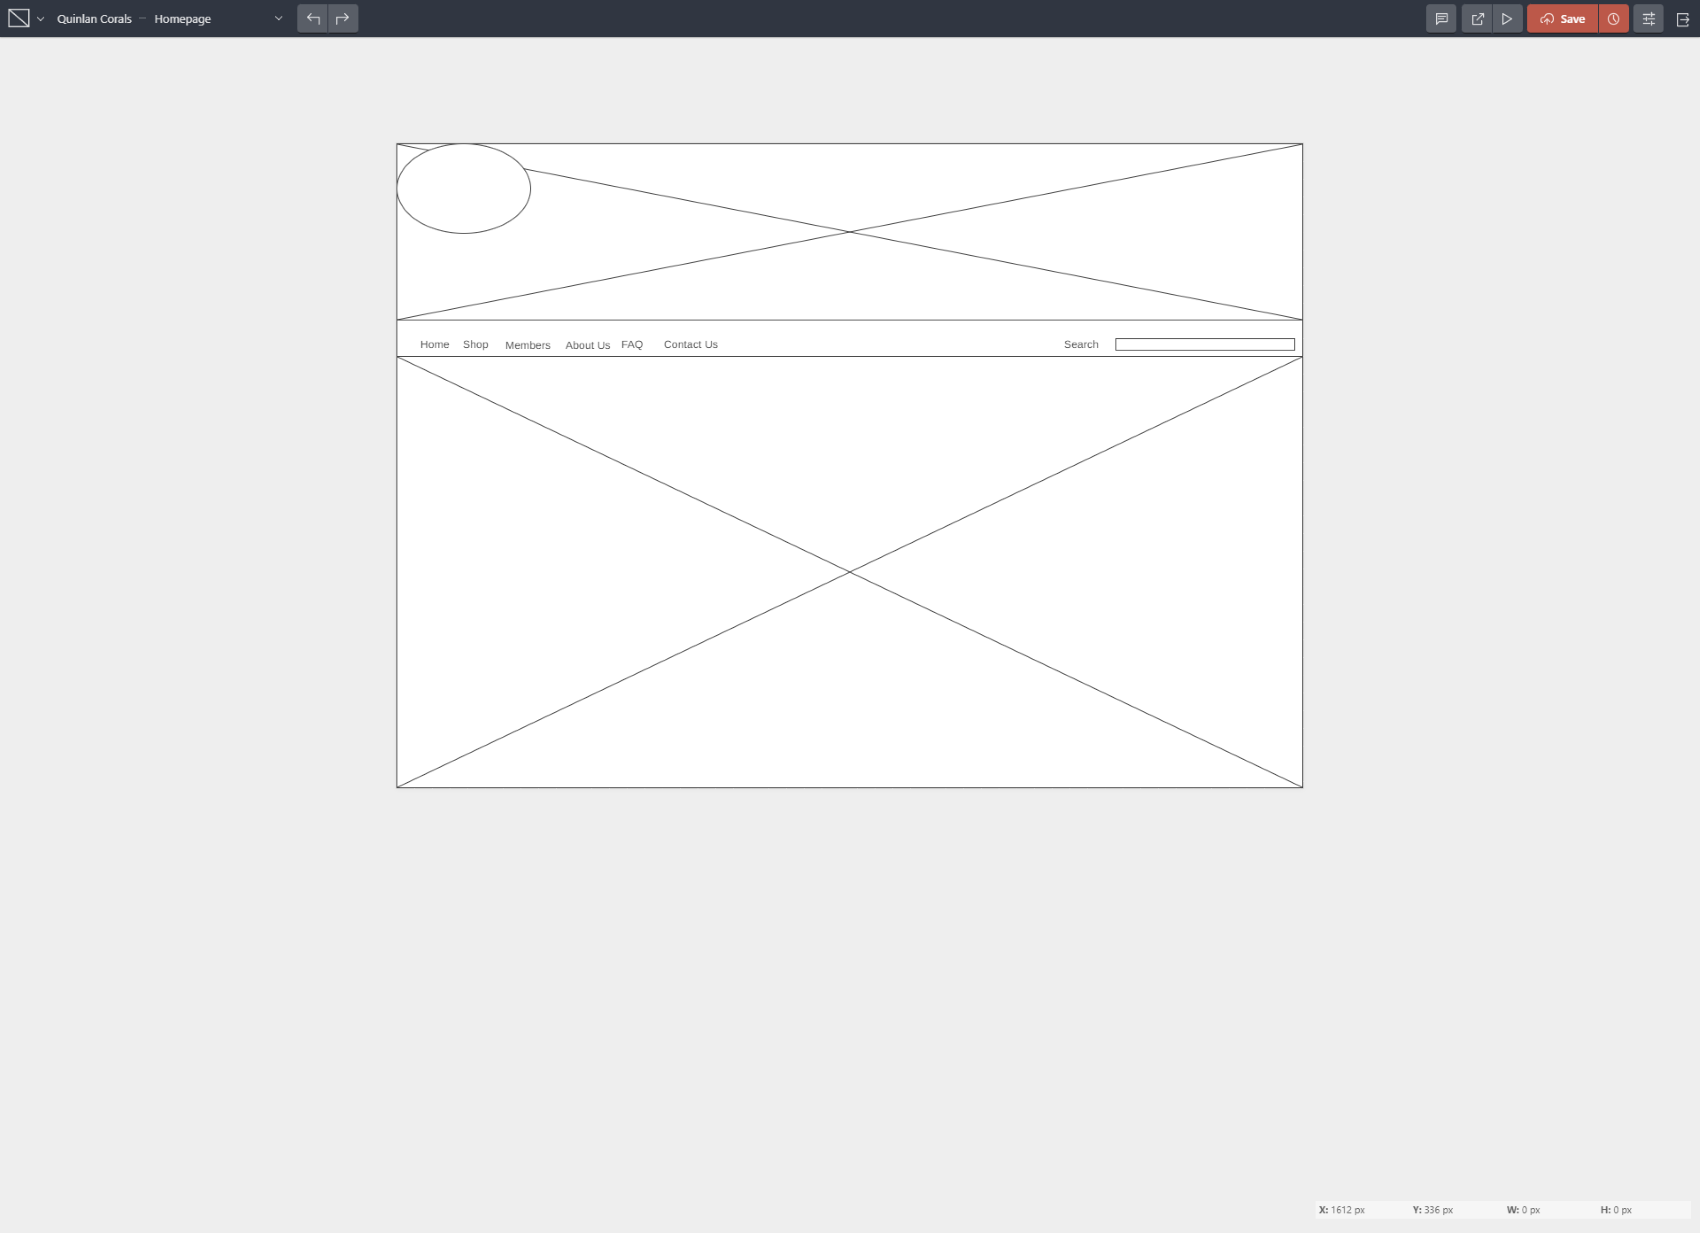 Quinlan Corals – Homepage
Save
Home Shop Members About Us FAQ Contact Us Search
X: 1612 px Y: 336 px W: 0 px H: 0 px